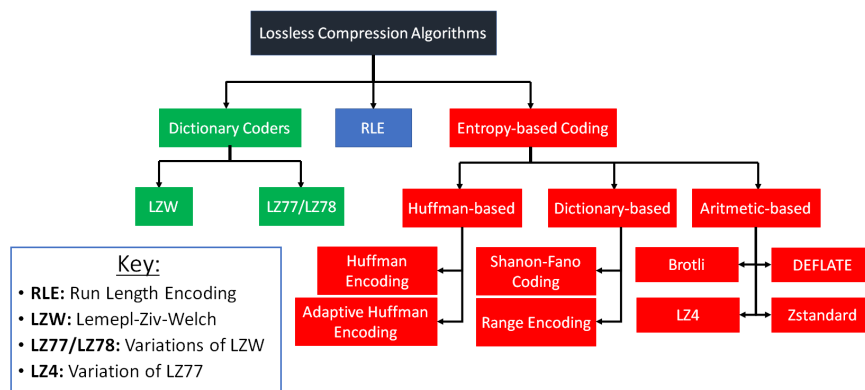 Lossless Compression Algorithms
Dictionary Coders
RLE
Entropy-based Coding
LZW
LZ77/LZ78
Huffman-based
Dictionary-based
Aritmetic-based
Huffman
Encoding
Shanon-Fano
Coding
Brotli
DEFLATE
Adaptive Huffman
Encoding
Range Encoding
LZ4
Zstandard
Key:
• RLE: Run Length Encoding
• LZW: Lemepl-Ziv-Welch
• LZ77/LZ78: Variations of LZW
• LZ4: Variation of LZ77